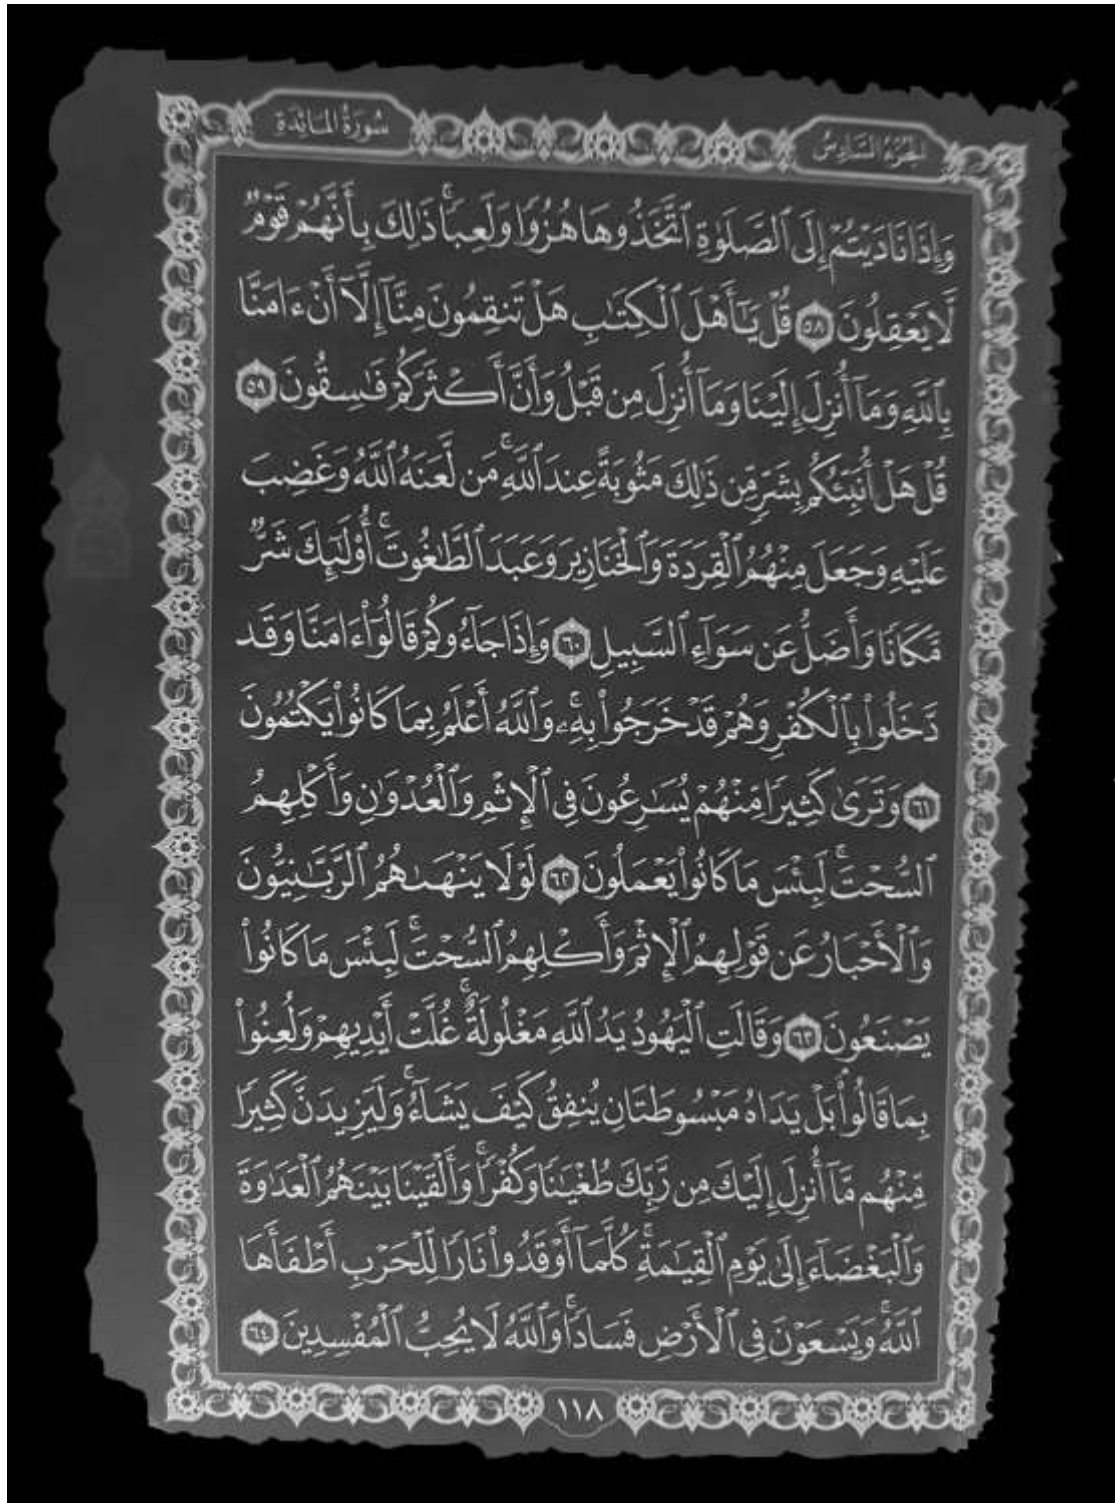 الجزء السادس
سورة المائدة
وَإِذَا نَادَيْتُمْ إِلَى ٱلصَّلَوٰةِ ٱتَّخَذُوهَا هُزُوًا وَلَعِبًا ۚ ذَٰلِكَ بِأَنَّهُمْ قَوْمٌ
لَّا يَعْقِلُونَ ٥٨ قُلْ يَـٰٓأَهْلَ ٱلْكِتَـٰبِ هَلْ تَنقِمُونَ مِنَّآ إِلَّآ أَنْ ءَامَنَّا
بِٱللَّهِ وَمَآ أُنزِلَ إِلَيْنَا وَمَآ أُنزِلَ مِن قَبْلُ وَأَنَّ أَكْثَرَكُمْ فَـٰسِقُونَ ٥٩
قُلْ هَلْ أُنَبِّئُكُم بِشَرٍّ مِّن ذَٰلِكَ مَثُوبَةً عِندَ ٱللَّهِ ۚ مَن لَّعَنَهُ ٱللَّهُ وَغَضِبَ
عَلَيْهِ وَجَعَلَ مِنْهُمُ ٱلْقِرَدَةَ وَٱلْخَنَازِيرَ وَعَبَدَ ٱلطَّـٰغُوتَ ۚ أُو۟لَـٰٓئِكَ شَرٌّ
مَّكَانًا وَأَضَلُّ عَن سَوَآءِ ٱلسَّبِيلِ ٦٠ وَإِذَا جَآءُوكُمْ قَالُوٓا۟ ءَامَنَّا وَقَد
دَّخَلُوا۟ بِٱلْكُفْرِ وَهُمْ قَدْ خَرَجُوا۟ بِهِۦ ۚ وَٱللَّهُ أَعْلَمُ بِمَا كَانُوا۟ يَكْتُمُونَ
٦١ وَتَرَىٰ كَثِيرًا مِّنْهُمْ يُسَـٰرِعُونَ فِى ٱلْإِثْمِ وَٱلْعُدْوَٰنِ وَأَكْلِهِمُ
ٱلسُّحْتَ ۚ لَبِئْسَ مَا كَانُوا۟ يَعْمَلُونَ ٦٢ لَوْلَا يَنْهَىٰهُمُ ٱلرَّبَّـٰنِيُّونَ
وَٱلْأَحْبَارُ عَن قَوْلِهِمُ ٱلْإِثْمَ وَأَكْلِهِمُ ٱلسُّحْتَ ۚ لَبِئْسَ مَا كَانُوا۟
يَصْنَعُونَ ٦٣ وَقَالَتِ ٱلْيَهُودُ يَدُ ٱللَّهِ مَغْلُولَةٌ ۚ غُلَّتْ أَيْدِيهِمْ وَلُعِنُوا۟
بِمَا قَالُوا۟ ۘ بَلْ يَدَاهُ مَبْسُوطَتَانِ يُنفِقُ كَيْفَ يَشَآءُ ۚ وَلَيَزِيدَنَّ كَثِيرًا
مِّنْهُم مَّآ أُنزِلَ إِلَيْكَ مِن رَّبِّكَ طُغْيَـٰنًا وَكُفْرًا ۚ وَأَلْقَيْنَا بَيْنَهُمُ ٱلْعَدَٰوَةَ
وَٱلْبَغْضَآءَ إِلَىٰ يَوْمِ ٱلْقِيَـٰمَةِ ۚ كُلَّمَآ أَوْقَدُوا۟ نَارًا لِّلْحَرْبِ أَطْفَأَهَا
ٱللَّهُ ۚ وَيَسْعَوْنَ فِى ٱلْأَرْضِ فَسَادًا ۚ وَٱللَّهُ لَا يُحِبُّ ٱلْمُفْسِدِينَ ٦٤
١١٨